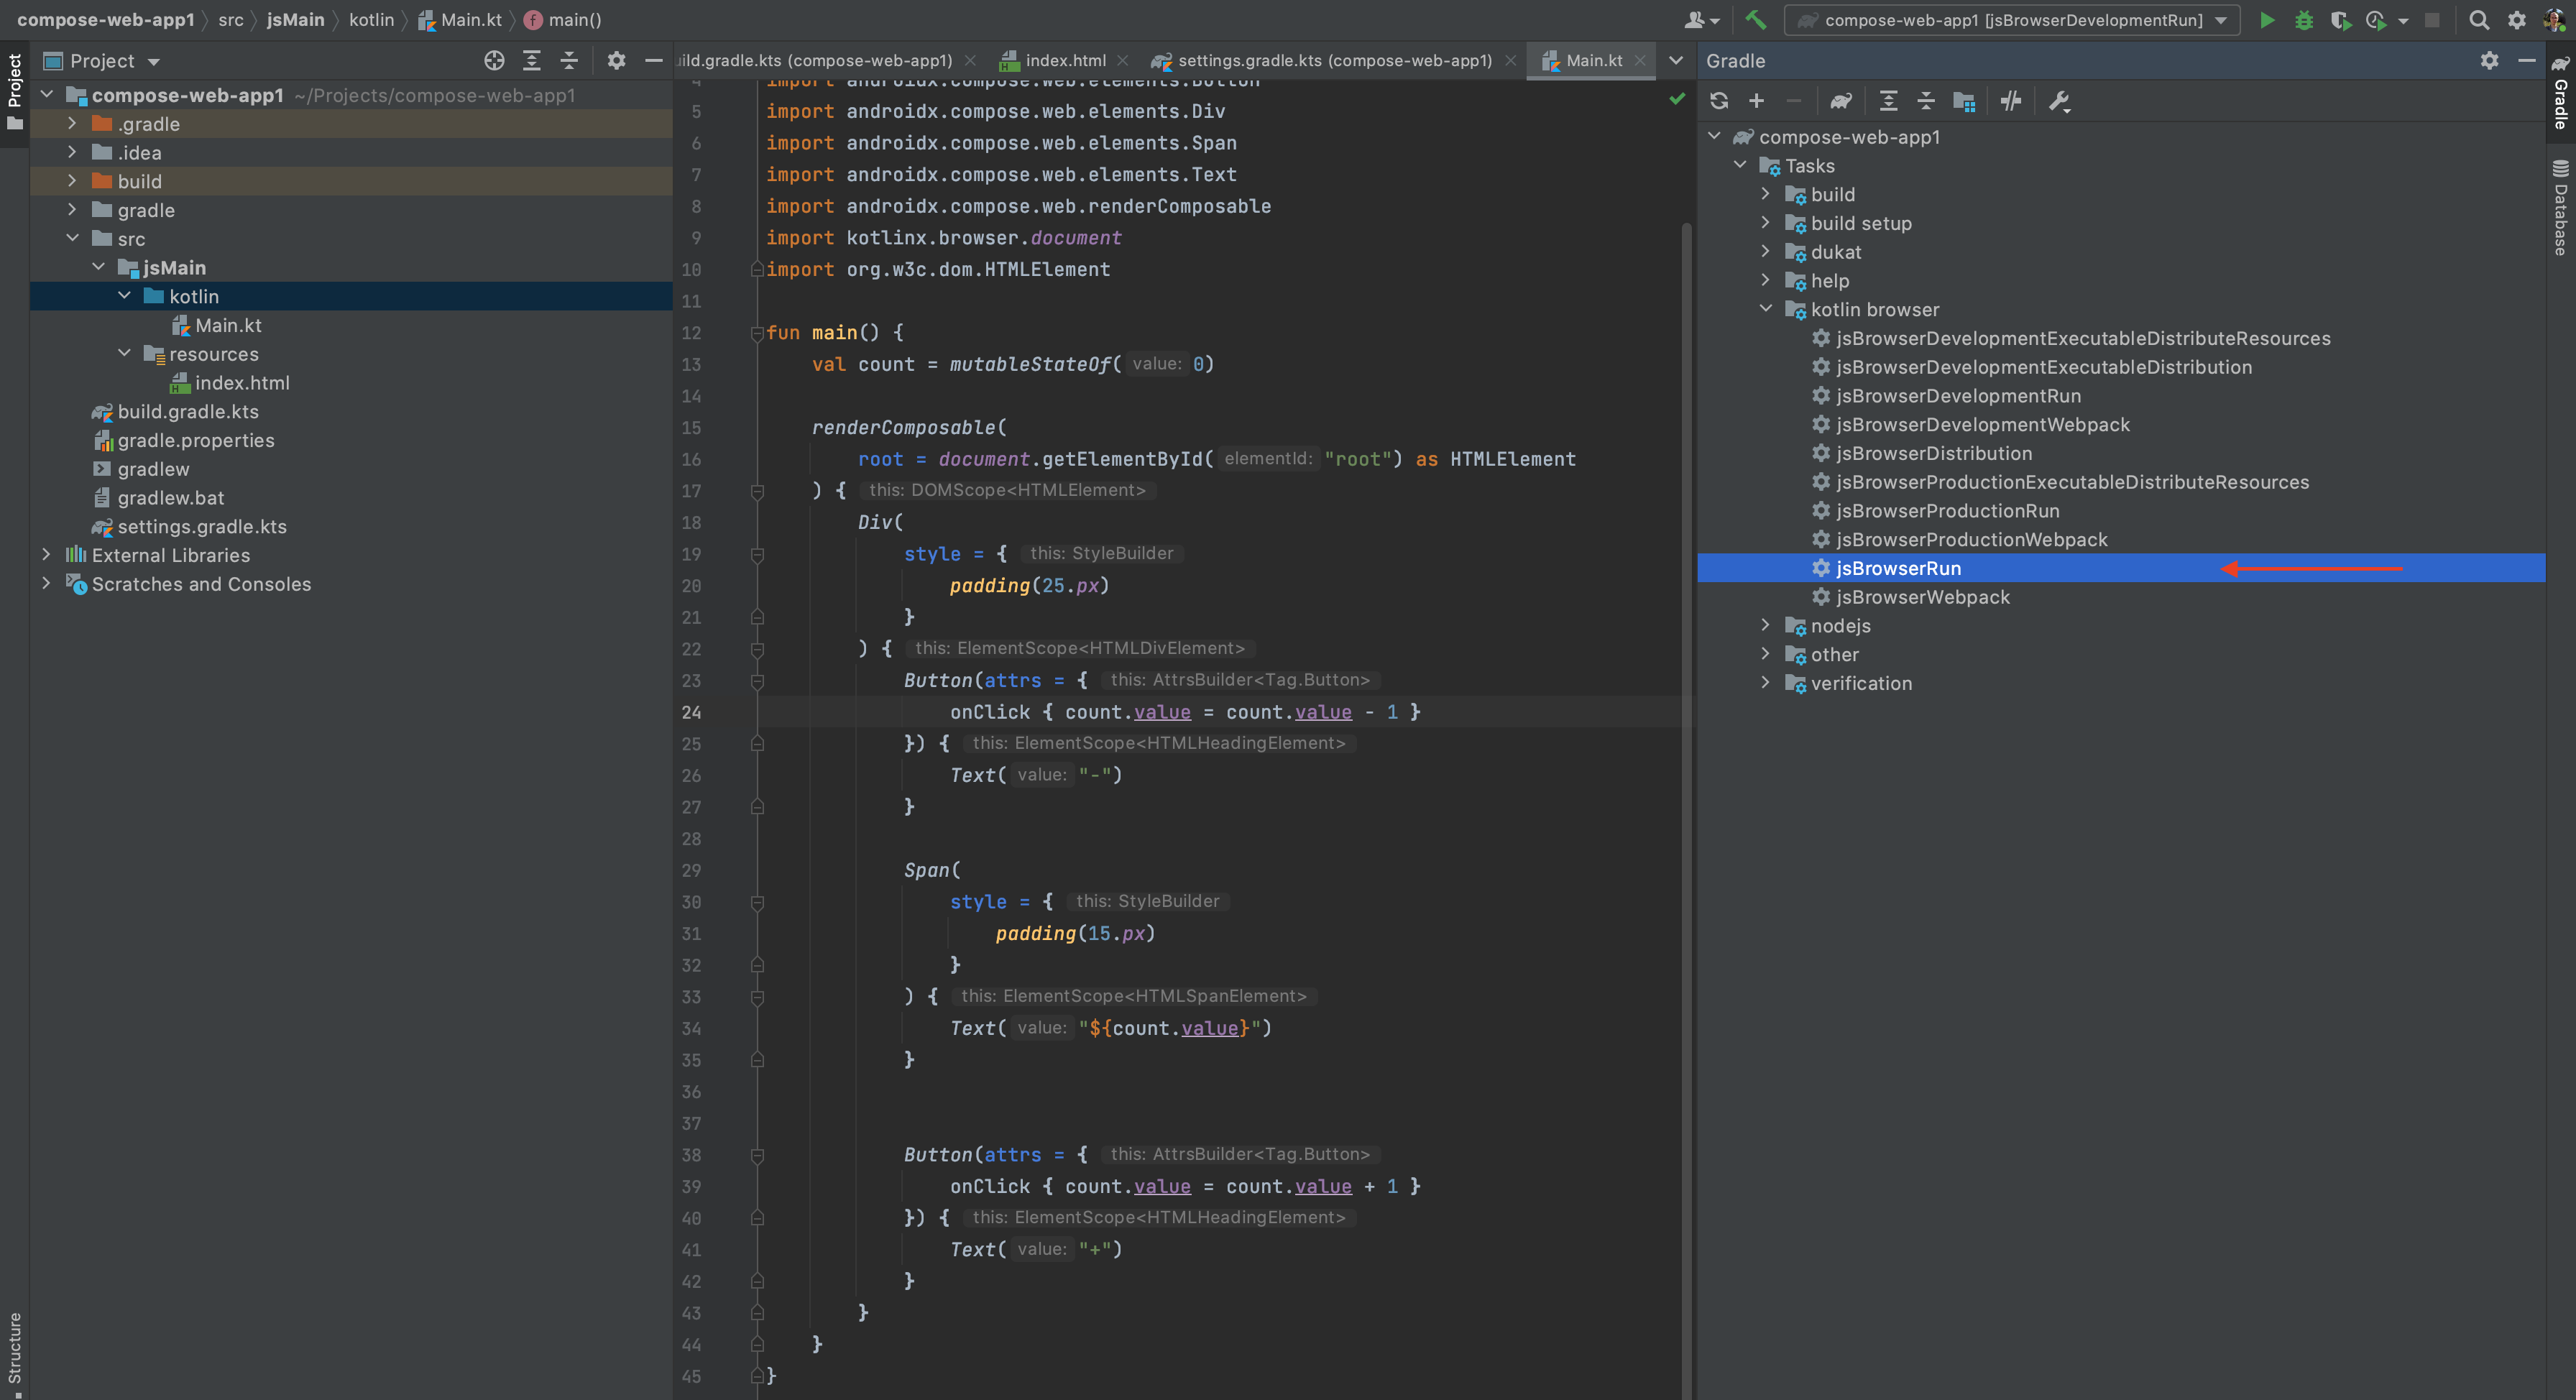 compose-web-app1 src jsMain kotlin Main.kt main()
compose-web-app1 [jsBrowserDevelopmentRun]
Project
Structure
Project
compose-web-app1 ~/Projects/compose-web-app1
.gradle
.idea
build
gradle
src
jsMain
kotlin
Main.kt
resources
index.html
build.gradle.kts
gradle.properties
gradlew
gradlew.bat
settings.gradle.kts
External Libraries
Scratches and Consoles
ild.gradle.kts (compose-web-app1) index.html settings.gradle.kts (compose-web-app1) Main.kt
4 import androidx.compose.web.elements.Button
5 import androidx.compose.web.elements.Div
6 import androidx.compose.web.elements.Span
7 import androidx.compose.web.elements.Text
8 import androidx.compose.web.renderComposable
9 import kotlinx.browser.document
10 import org.w3c.dom.HTMLElement
11
12 fun main() {
13 val count = mutableStateOf( value: 0)
14
15 renderComposable(
16 root = document.getElementById( elementId: "root") as HTMLElement
17 ) { this: DOMScope<HTMLElement>
18 Div(
19 style = { this: StyleBuilder
20 padding(25.px)
21 }
22 ) { this: ElementScope<HTMLDivElement>
23 Button(attrs = { this: AttrsBuilder<Tag.Button>
24 onClick { count.value = count.value - 1 }
25 }) { this: ElementScope<HTMLHeadingElement>
26 Text( value: "-")
27 }
28
29 Span(
30 style = { this: StyleBuilder
31 padding(15.px)
32 }
33 ) { this: ElementScope<HTMLSpanElement>
34 Text( value: "${count.value}")
35 }
36
37
38 Button(attrs = { this: AttrsBuilder<Tag.Button>
39 onClick { count.value = count.value + 1 }
40 }) { this: ElementScope<HTMLHeadingElement>
41 Text( value: "+")
42 }
43 }
44 }
45 }
Gradle
compose-web-app1
Tasks
build
build setup
dukat
help
kotlin browser
jsBrowserDevelopmentExecutableDistributeResources
jsBrowserDevelopmentExecutableDistribution
jsBrowserDevelopmentRun
jsBrowserDevelopmentWebpack
jsBrowserDistribution
jsBrowserProductionExecutableDistributeResources
jsBrowserProductionRun
jsBrowserProductionWebpack
jsBrowserRun
jsBrowserWebpack
nodejs
other
verification
Gradle
Database